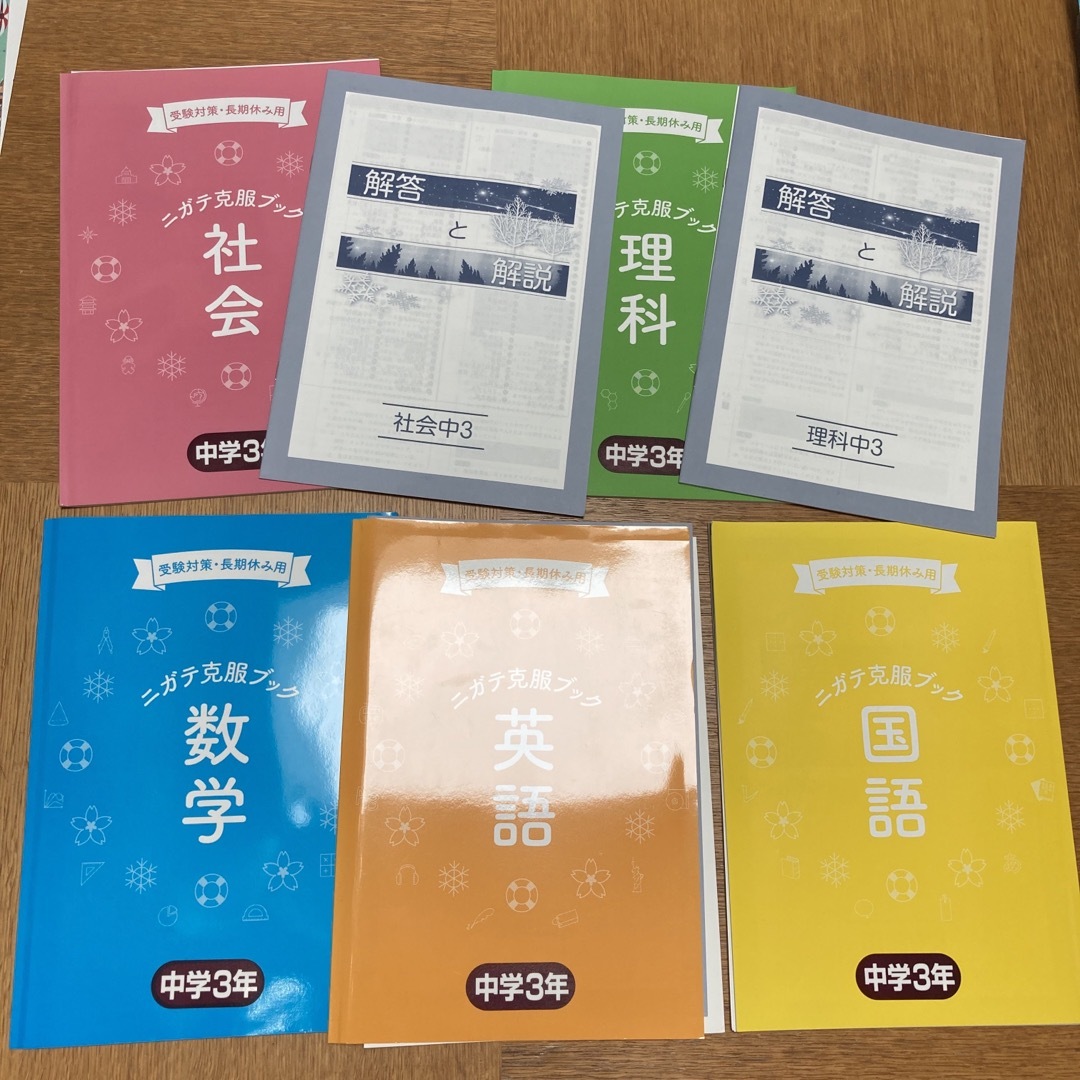 受験対策・長期休み用
ニガテ克服ブック
社会
中学3年
解答
と
解説
社会中3
策・長期休み用
テ克服ブック
理科
中学3年
解答
と
解説
理科中3
受験対策・長期休み用
ニガテ克服ブック
数学
中学3年
受験対策・長期休み用
ニガテ克服ブック
英語
中学3年
受験対策・長期休み用
ニガテ克服ブック
国語
中学3年